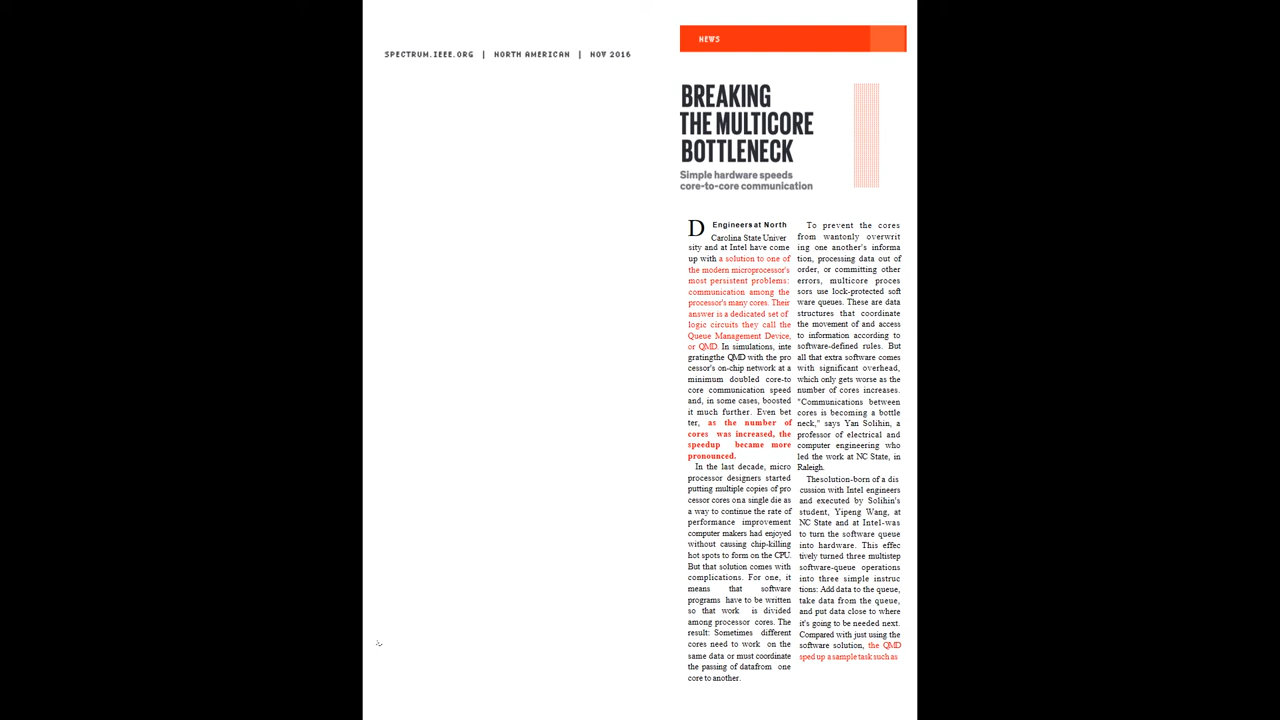 SPECTRUM.IEEE.ORG | NORTH AMERICAN | NOV 2016
NEWS
BREAKING
THE MULTICORE
BOTTLENECK
Simple hardware speeds
core-to-core communication
D Engineers at North
Carolina State Univer
sity and at Intel have come
up with a solution to one of
the modern microprocessor's
most persistent problems:
communication among the
processor's many cores. Their
answer is a dedicated set of
logic circuits they call the
Queue Management Device,
or QMD. In simulations, inte
gratingthe QMD with the pro
cessor's on-chip network at a
minimum doubled core-to
core communication speed
and, in some cases, boosted
it much further. Even bet
ter, as the number of
cores was increased, the
speedup became more
pronounced.
In the last decade, micro
processor designers started
putting multiple copies of pro
cessor cores on a single die as
a way to continue the rate of
performance improvement
computer makers had enjoyed
without causing chip-killing
hot spots to form on the CPU.
But that solution comes with
complications. For one, it
means that software
programs have to be written
so that work is divided
among processor cores. The
result: Sometimes different
cores need to work on the
same data or must coordinate
the passing of datafrom one
core to another.
To prevent the cores
from wantonly overwrit
ing one another's informa
tion, processing data out of
order, or committing other
errors, multicore proces
sors use lock-protected soft
ware queues. These are data
structures that coordinate
the movement of and access
to information according to
software-defined rules. But
all that extra software comes
with significant overhead,
which only gets worse as the
number of cores increases.
"Communications between
cores is becoming a bottle
neck," says Yan Solihin, a
professor of electrical and
computer engineering who
led the work at NC State, in
Raleigh.
Thesolution-born of a dis
cussion with Intel engineers
and executed by Solihin's
student, Yipeng Wang, at
NC State and at Intel-was
to turn the software queue
into hardware. This effec
tively turned three multistep
software-queue operations
into three simple instruc
tions: Add data to the queue,
take data from the queue,
and put data close to where
it's going to be needed next.
Compared with just using the
software solution, the QMD
sped up a sample task such as